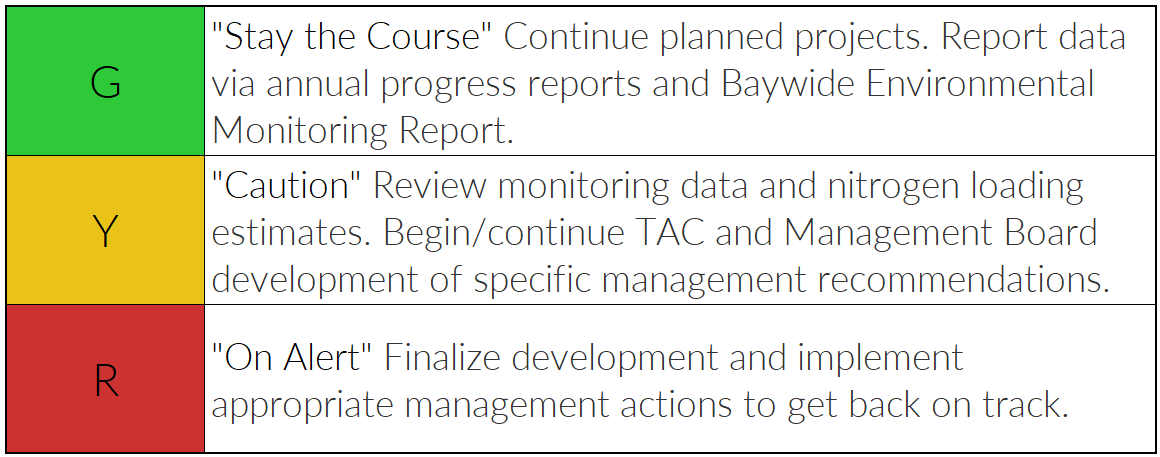 G
"Stay the Course" Continue planned projects. Report data
via annual progress reports and Baywide Environmental
Monitoring Report.
Y
"Caution" Review monitoring data and nitrogen loading
estimates. Begin/continue TAC and Management Board
development of specific management recommendations.
R
"On Alert" Finalize development and implement
appropriate management actions to get back on track.